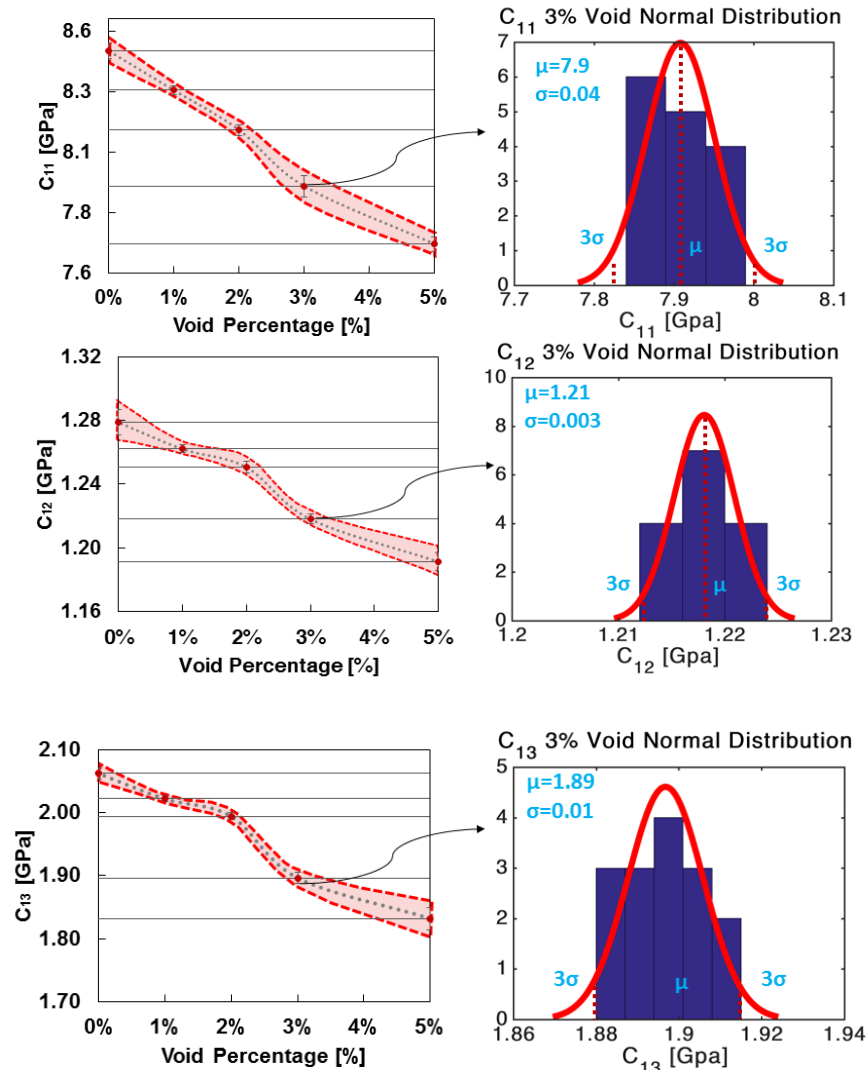 8.6
8.3
8.1
7.8
7.6
C11 [GPa]
0% 1% 2% 3% 4% 5%
Void Percentage [%]
C11 3% Void Normal Distribution
7
6
5
4
3
2
1
0
μ=7.9
σ=0.04
3σ μ 3σ
7.7 7.8 7.9 8 8.1
C11 [Gpa]
1.32
1.28
1.24
1.20
1.16
C12 [GPa]
0% 1% 2% 3% 4% 5%
Void Percentage [%]
C12 3% Void Normal Distribution
10
8
6
4
2
0
μ=1.21
σ=0.003
3σ μ 3σ
1.2 1.21 1.22 1.23
C12 [Gpa]
2.10
2.00
1.90
1.80
1.70
C13 [GPa]
0% 1% 2% 3% 4% 5%
Void Percentage [%]
C13 3% Void Normal Distribution
5
4
3
2
1
0
μ=1.89
σ=0.01
3σ μ 3σ
1.86 1.88 1.9 1.92 1.94
C13 [Gpa]